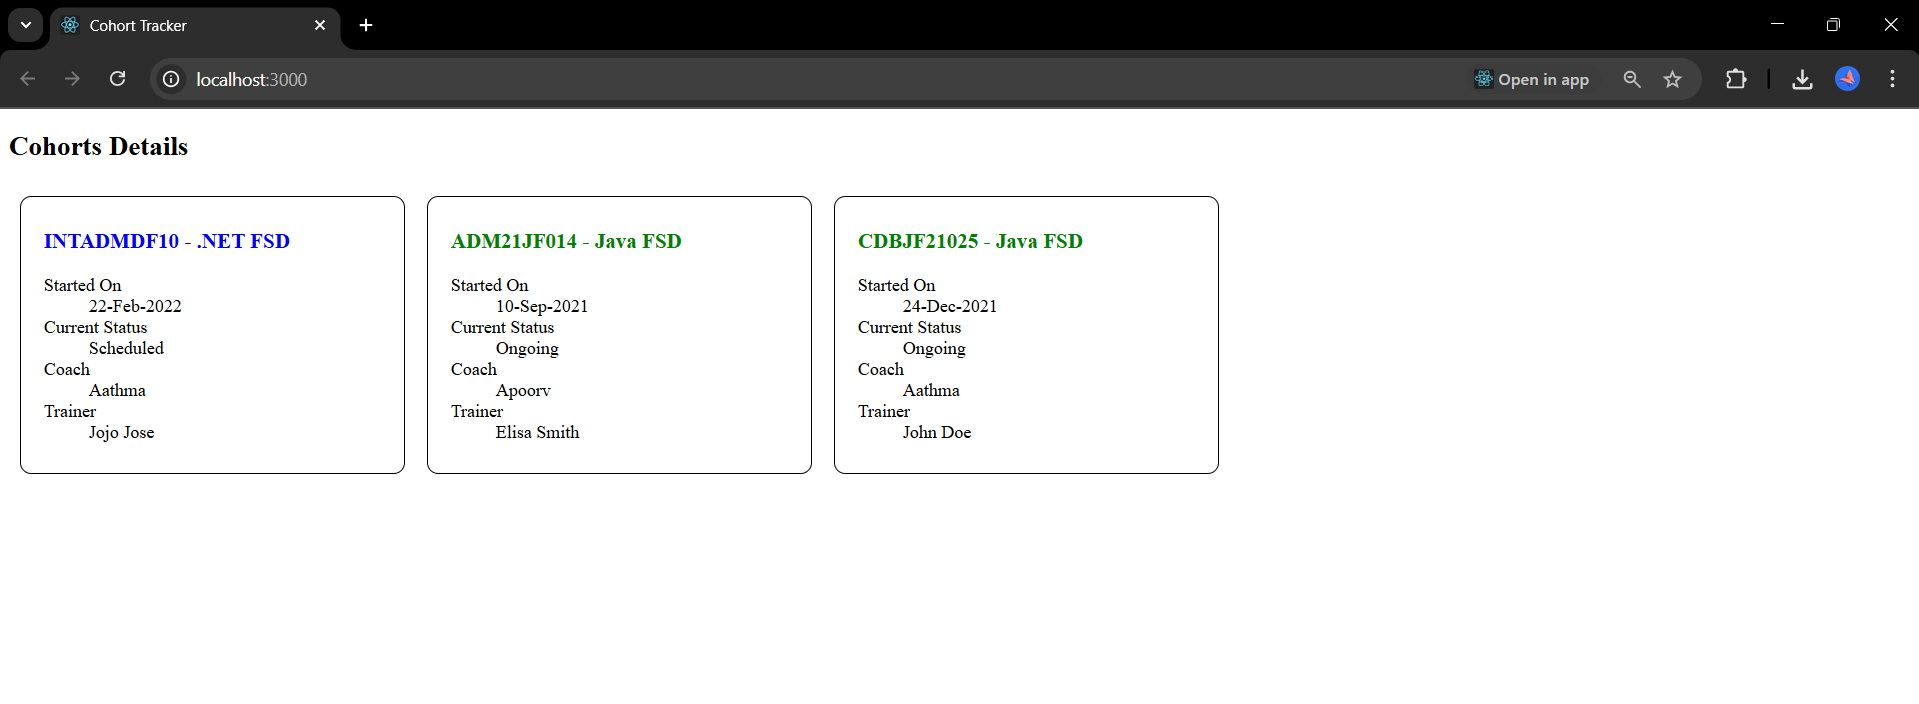 Cohort Tracker
localhost:3000
Open in app
Cohorts Details
INTADMDF10 - .NET FSD
Started On
22-Feb-2022
Current Status
Scheduled
Coach
Aathma
Trainer
Jojo Jose
ADM21JF014 - Java FSD
Started On
10-Sep-2021
Current Status
Ongoing
Coach
Apoorv
Trainer
Elisa Smith
CDBJF21025 - Java FSD
Started On
24-Dec-2021
Current Status
Ongoing
Coach
Aathma
Trainer
John Doe